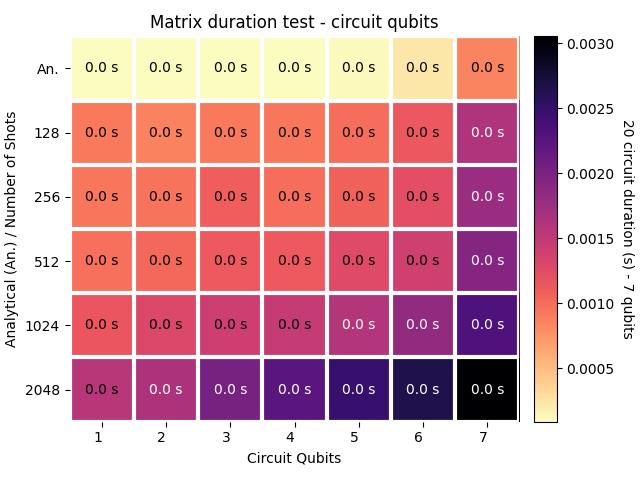 Matrix duration test - circuit qubits
Analytical (An.) / Number of Shots
An. 0.0 s 0.0 s 0.0 s 0.0 s 0.0 s 0.0 s 0.0 s
128 0.0 s 0.0 s 0.0 s 0.0 s 0.0 s 0.0 s 0.0 s
256 0.0 s 0.0 s 0.0 s 0.0 s 0.0 s 0.0 s 0.0 s
512 0.0 s 0.0 s 0.0 s 0.0 s 0.0 s 0.0 s 0.0 s
1024 0.0 s 0.0 s 0.0 s 0.0 s 0.0 s 0.0 s 0.0 s
2048 0.0 s 0.0 s 0.0 s 0.0 s 0.0 s 0.0 s 0.0 s
1 2 3 4 5 6 7
Circuit Qubits
0.0030
0.0025
0.0020
0.0015
0.0010
0.0005
20 circuit duration (s) - 7 qubits